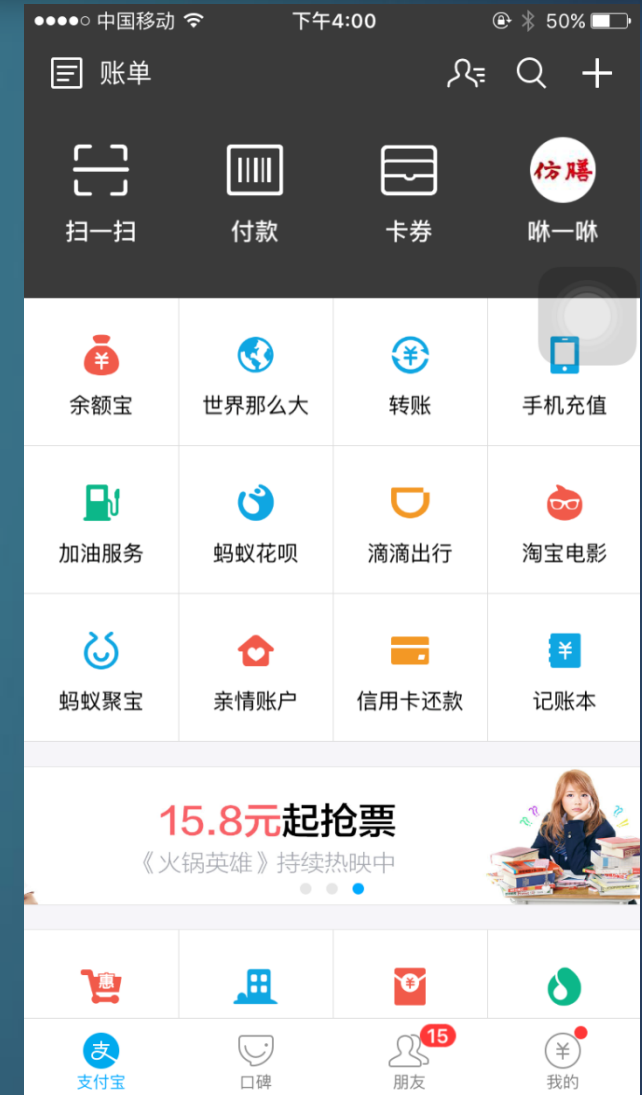 中国移动 下午4:00 50%
账单
仿膳
扫一扫 付款 卡券 咻一咻
余额宝 世界那么大 转账 手机充值
加油服务 蚂蚁花呗 滴滴出行 淘宝电影
蚂蚁聚宝 亲情账户 信用卡还款 记账本
15.8元起抢票
《火锅英雄》持续热映中
惠
15
支
支付宝 口碑 朋友 我的